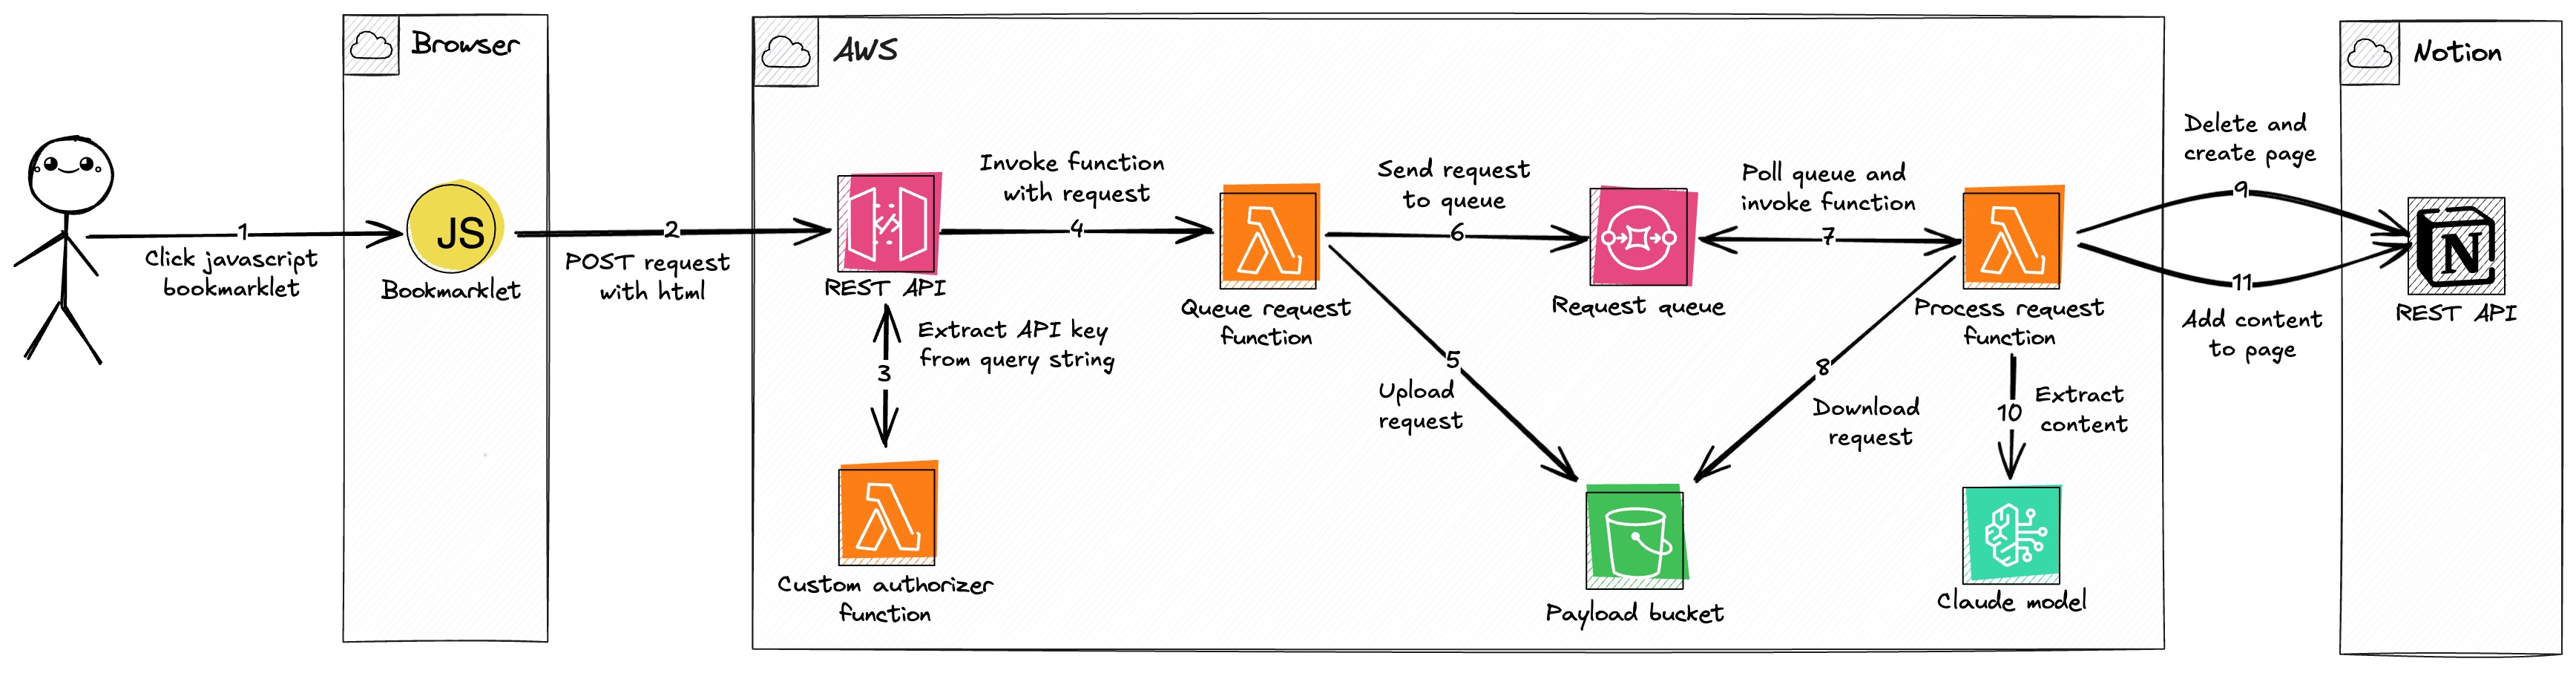 Browser
AWS
Notion
1
Click javascript
bookmarklet
JS
Bookmarklet
2
POST request
with html
REST API
3
Extract API key
from query string
Custom authorizer
function
Invoke function
with request
4
Queue request
function
5
Upload
request
Send request
to queue
6
Request queue
Poll queue and
invoke function
7
Process request
function
8
Download
request
Payload bucket
Delete and
create page
9
10
Extract
content
Claude model
11
Add content
to page
N
REST API